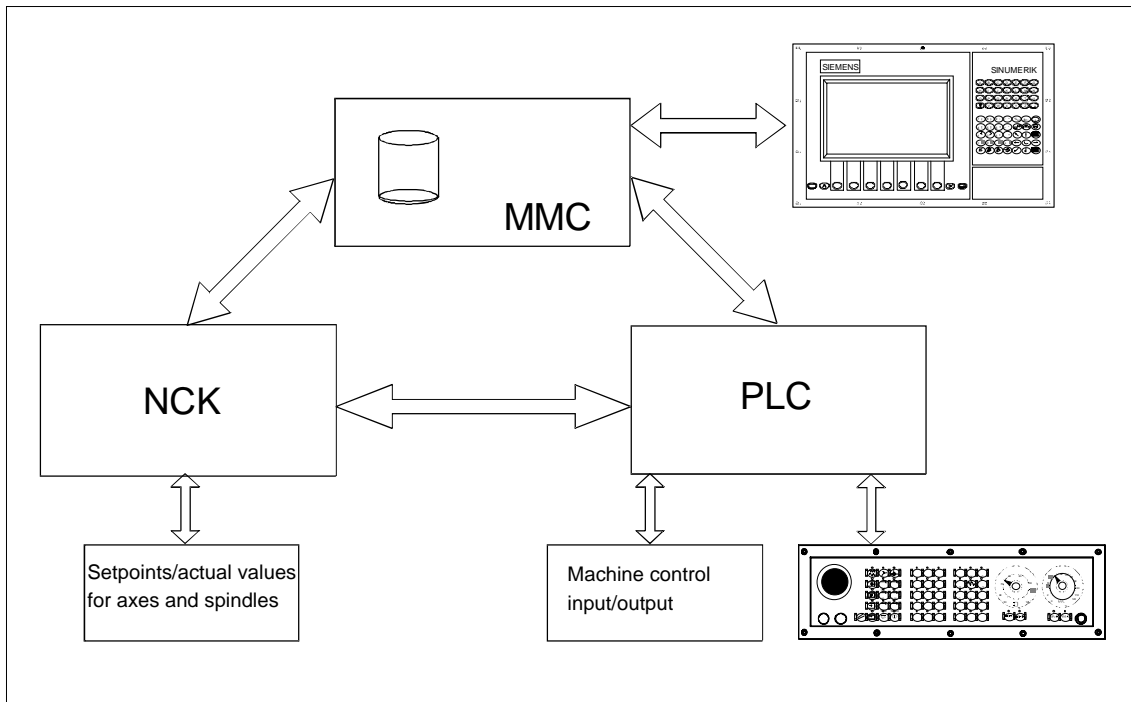 SIEMENS
SINUMERIK
MMC
NCK
PLC
Setpoints/actual values
for axes and spindles
Machine control
input/output